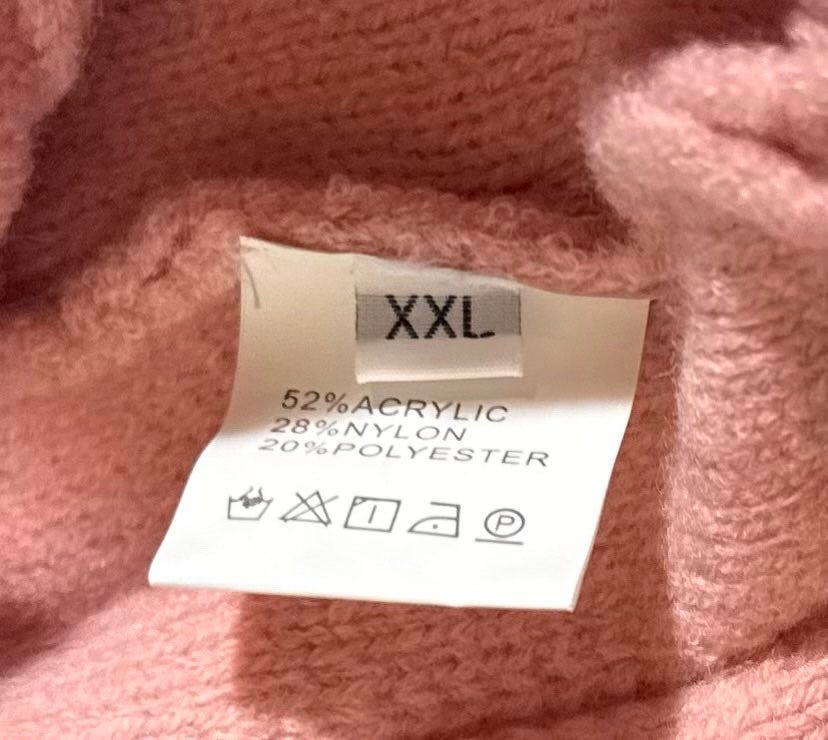 XXL
52%ACRYLIC
28%NYLON
20%POLYESTER
P